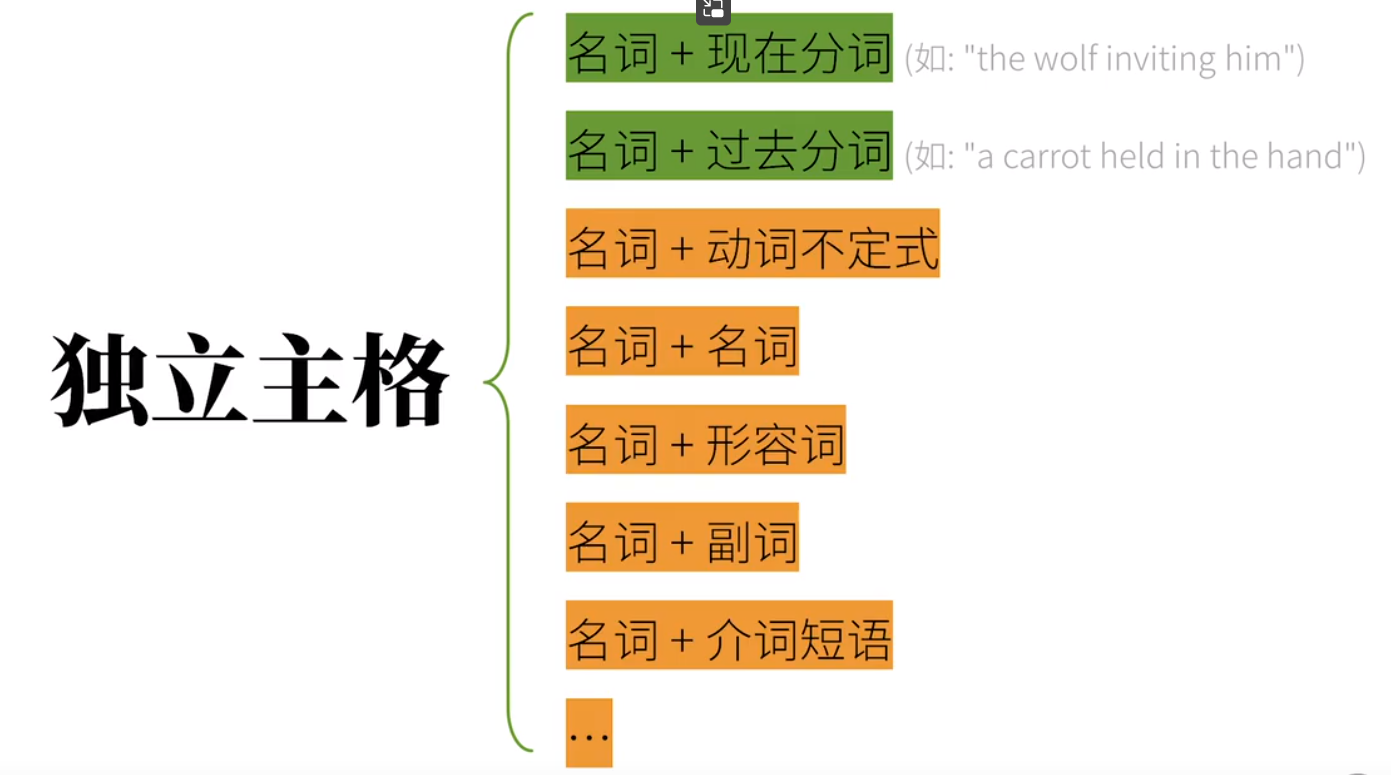 名词 + 现在分词 (如: "the wolf inviting him")
名词 + 过去分词 (如: "a carrot held in the hand")
名词 + 动词不定式
名词 + 名词
独立主格
名词 + 形容词
名词 + 副词
名词 + 介词短语
...